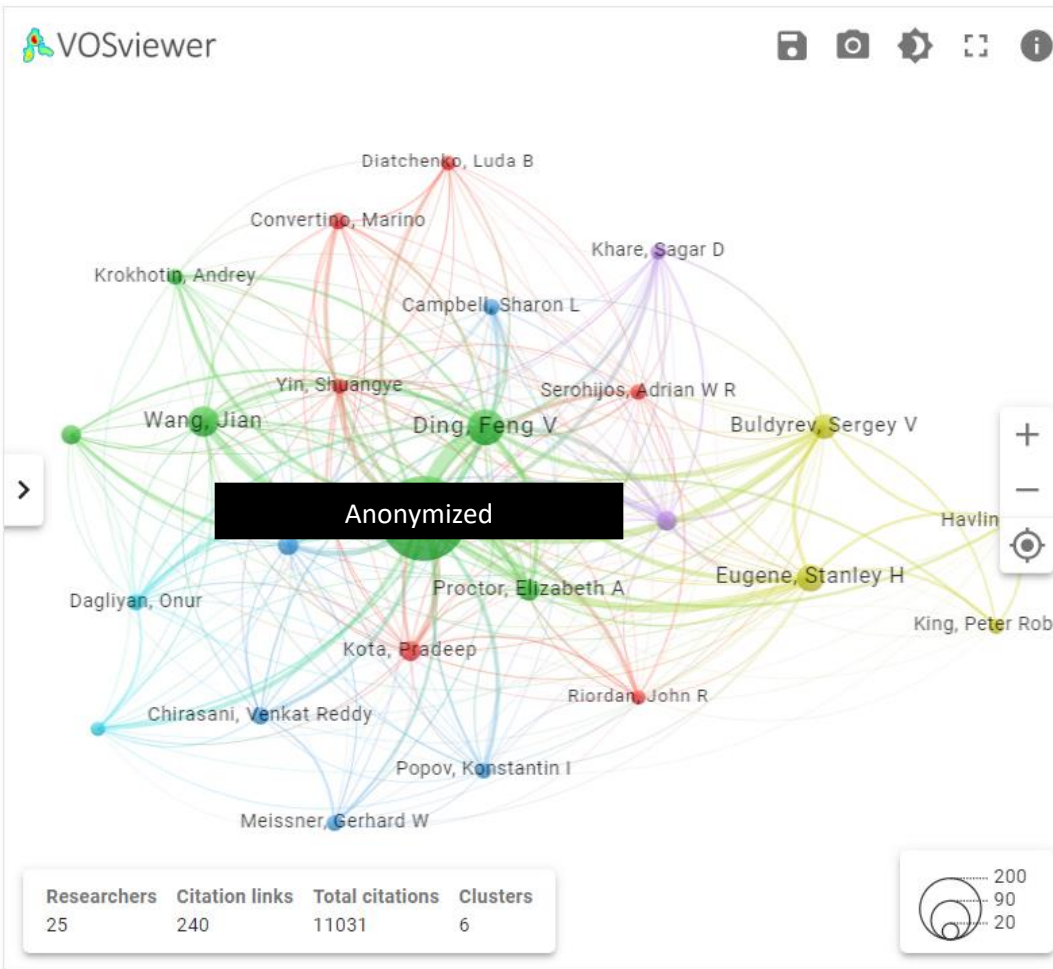 VOSviewer
Diatchenko, Luda B
Convertino, Marino
Khare, Sagar D
Krokhotin, Andrey
Campbell, Sharon L
Yin, Shuangye
Serohijos, Adrian W R
Wang, Jian
Ding, Feng V
Buldyrev, Sergey V
Anonymized
Havlin
Eugene, Stanley H
Proctor, Elizabeth A
Dagliyan, Onur
King, Peter Rob
Kota, Pradeep
Riordan, John R
Chirasani, Venkat Reddy
Popov, Konstantin I
Meissner, Gerhard W
Researchers Citation links Total citations Clusters
25 240 11031 6
200
90
20